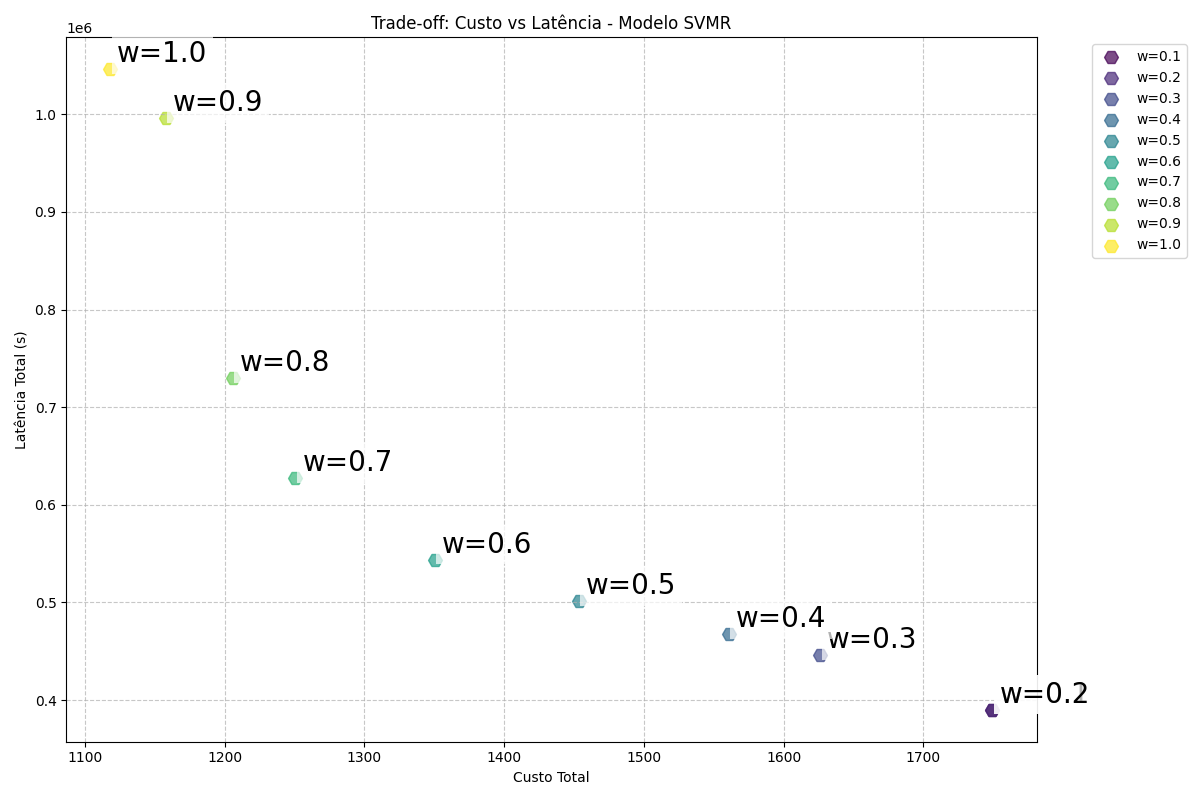 Trade-off: Custo vs Latência - Modelo SVMR
1e6
w=1.0
w=0.9
w=0.8
w=0.7
w=0.6
w=0.5
w=0.4
w=0.3
w=0.2
1.0
0.9
0.8
0.7
0.6
0.5
0.4
Latência Total (s)
1100
1200
1300
1400
1500
1600
1700
Custo Total
w=0.1
w=0.2
w=0.3
w=0.4
w=0.5
w=0.6
w=0.7
w=0.8
w=0.9
w=1.0